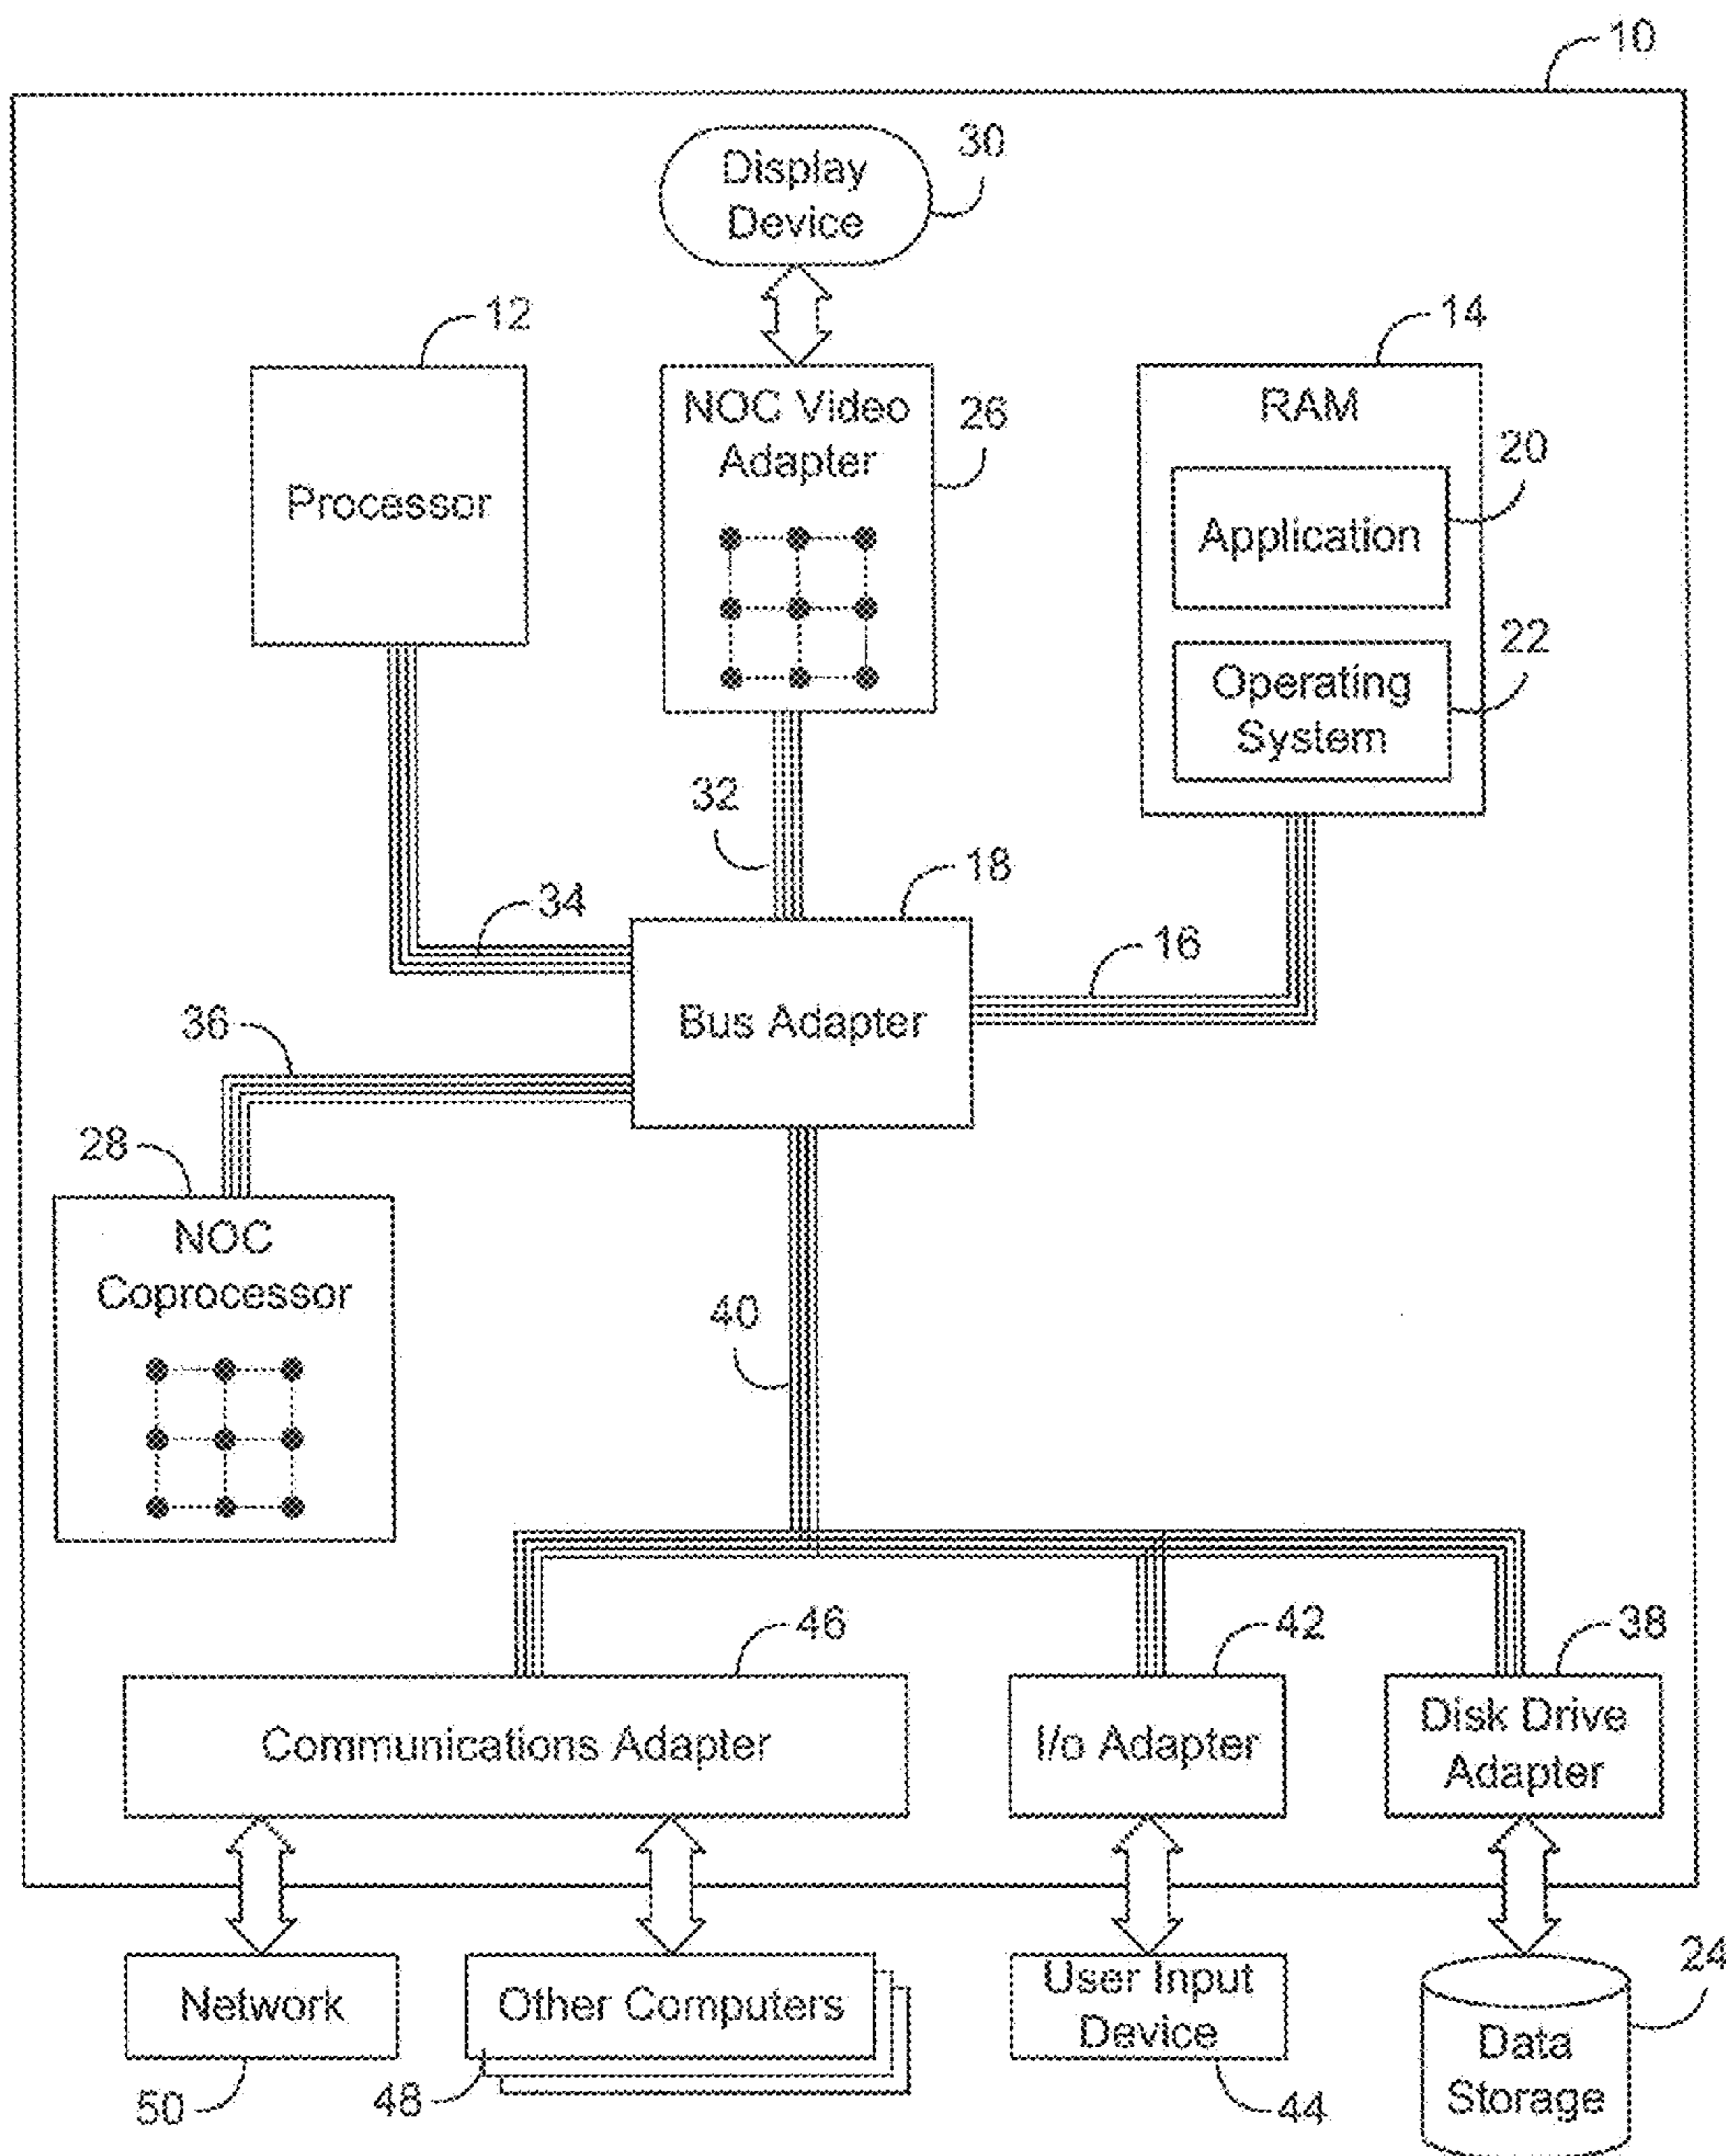 10
Display
Device
30
12
14
NOC Video
Adapter
26
RAM
20
Processor
Application
22
Operating
System
32
18
34
16
Bus Adapter
36
28
NOC
Coprocessor
40
46
42
38
Communications Adapter
I/o Adapter
Disk Drive
Adapter
Network
Other Computers
User Input
Device
24
Data
Storage
50
48
44